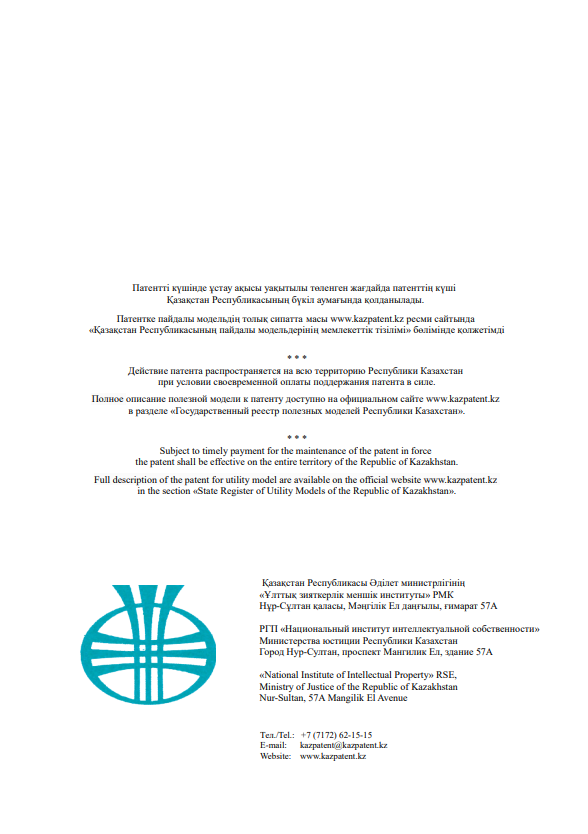 Патентті күшінде ұстау ақысы уақытылы төленген жағдайда патенттің күші
Қазақстан Республикасының бүкіл аумағында қолданылады.
Патентке пайдалы модельдің толық сипатта масы www.kazpatent.kz ресми сайтында
«Қазақстан Республикасының пайдалы модельдерінің мемлекеттік тізілімі» бөлімінде қолжетімді
* * *
Действие патента распространяется на всю территорию Республики Казахстан
при условии своевременной оплаты поддержания патента в силе.
Полное описание полезной модели к патенту доступно на официальном сайте www.kazpatent.kz
в разделе «Государственный реестр полезных моделей Республики Казахстан».
* * *
Subject to timely payment for the maintenance of the patent in force
the patent shall be effective on the entire territory of the Republic of Kazakhstan.
Full description of the patent for utility model are available on the official website www.kazpatent.kz
in the section «State Register of Utility Models of the Republic of Kazakhstan».
Қазақстан Республикасы Әділет министрлігінің
«Ұлттық зияткерлік меншік институты» РМК
Нұр-Сұлтан қаласы, Мәңгілік Ел даңғылы, ғимарат 57А
РГП «Национальный институт интеллектуальной собственности»
Министерства юстиции Республики Казахстан
Город Нур-Султан, проспект Мангилик Ел, здание 57А
«National Institute of Intellectual Property» RSE,
Ministry of Justice of the Republic of Kazakhstan
Nur-Sultan, 57A Mangilik El Avenue
Тел./Tel.: +7 (7172) 62-15-15
E-mail: kazpatent@kazpatent.kz
Website: www.kazpatent.kz